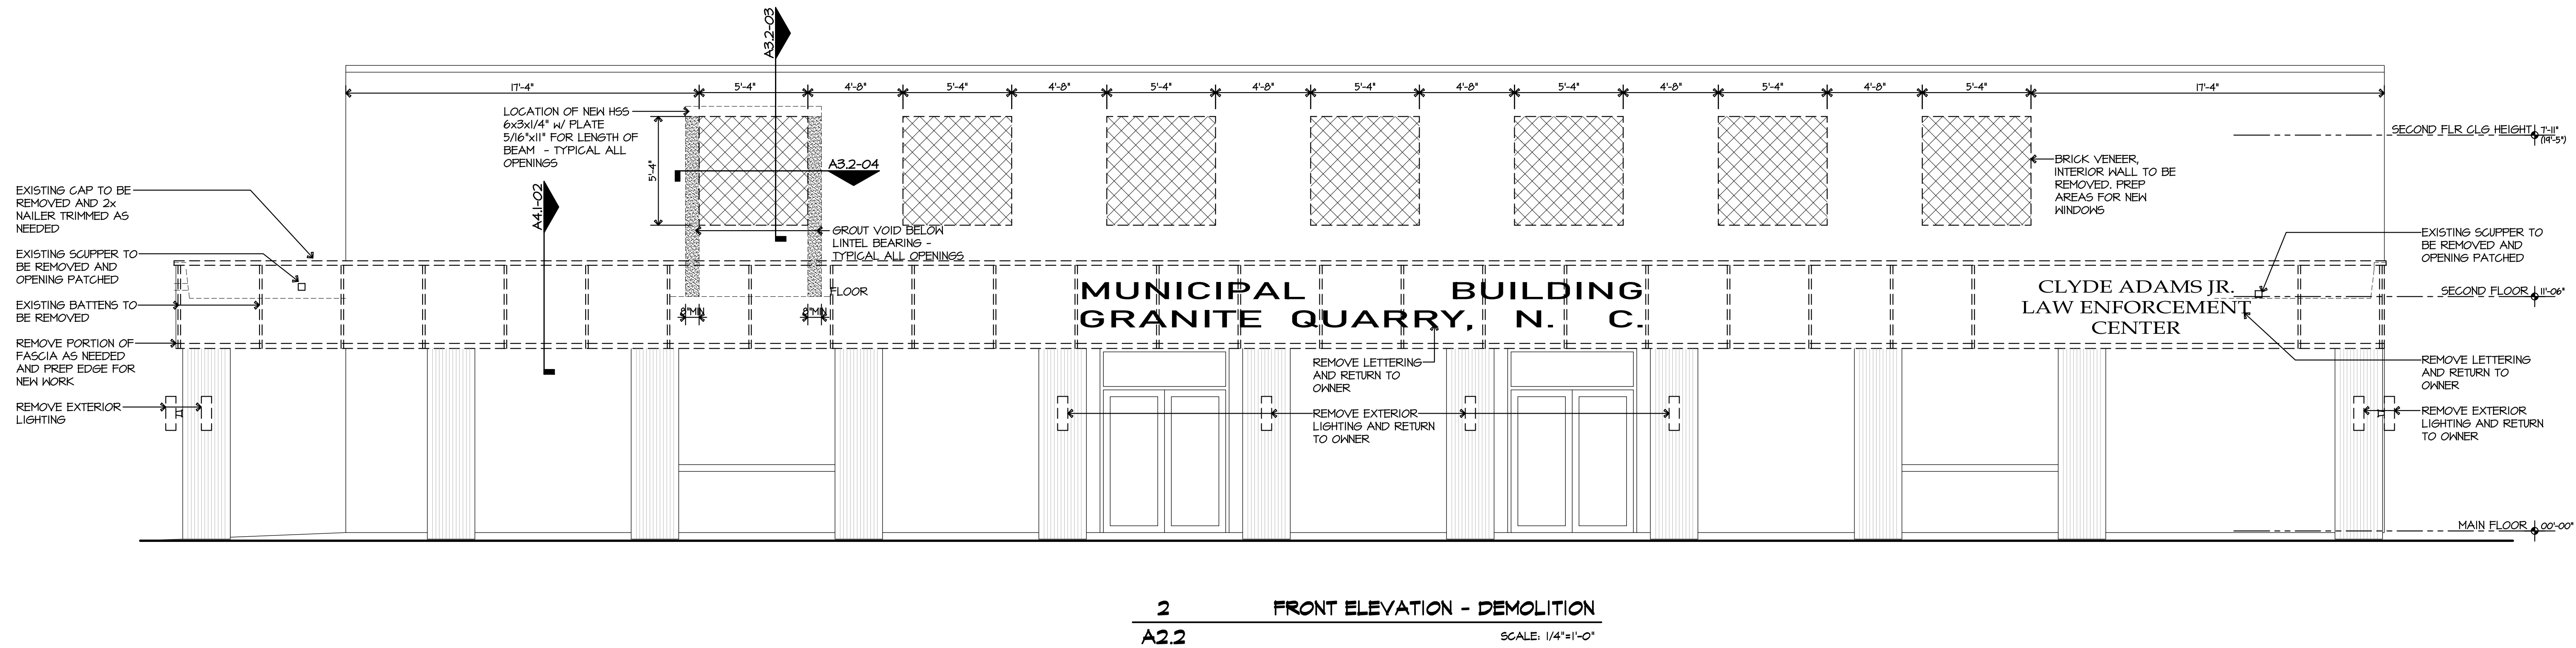 A3.2-03
17'-4" 5'-4" 4'-8" 5'-4" 4'-8" 5'-4" 4'-8" 5'-4" 4'-8" 5'-4" 4'-8" 5'-4" 4'-8" 5'-4" 17'-4"
LOCATION OF NEW HSS
6x3x1/4" W/ PLATE
5/16"x11" FOR LENGTH OF
BEAM - TYPICAL ALL
OPENINGS
5'-4"
A3.2-04
A4.1-02
SECOND FLR CLG HEIGHT 7'-11"
(19'-5")
BRICK VENEER,
INTERIOR WALL TO BE
REMOVED. PREP
AREAS FOR NEW
WINDOWS
EXISTING CAP TO BE
REMOVED AND 2x
NAILER TRIMMED AS
NEEDED
EXISTING SCUPPER TO
BE REMOVED AND
OPENING PATCHED
EXISTING BATTENS TO
BE REMOVED
REMOVE PORTION OF
FASCIA AS NEEDED
AND PREP EDGE FOR
NEW WORK
REMOVE EXTERIOR
LIGHTING
GROUT VOID BELOW
LINTEL BEARING -
TYPICAL ALL OPENINGS
FLOOR
8"MIN 8"MIN
MUNICIPAL BUILDING
GRANITE QUARRY, N. C.
CLYDE ADAMS JR.
LAW ENFORCEMENT
CENTER
EXISTING SCUPPER TO
BE REMOVED AND
OPENING PATCHED
SECOND FLOOR 11'-06"
REMOVE LETTERING
AND RETURN TO
OWNER
REMOVE EXTERIOR
LIGHTING AND RETURN
TO OWNER
REMOVE LETTERING
AND RETURN TO
OWNER
REMOVE EXTERIOR
LIGHTING AND RETURN
TO OWNER
MAIN FLOOR 00'-00"
2 FRONT ELEVATION - DEMOLITION
A2.2 SCALE: 1/4"=1'-0"